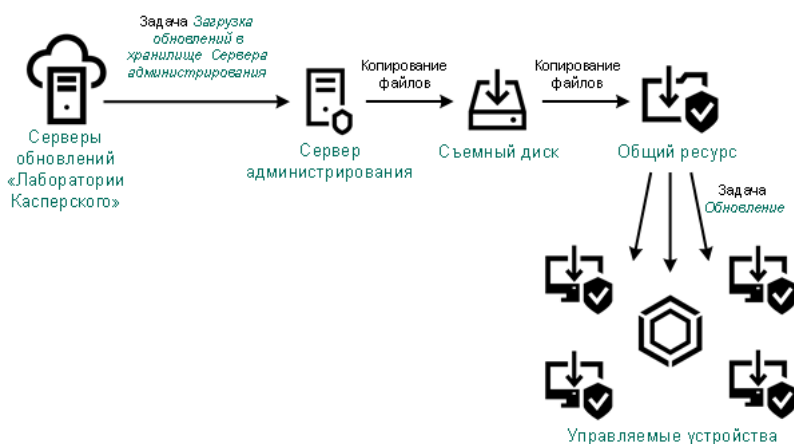 Задача Загрузка
обновлений в
хранилище Сервера
администрирования
Копирование
файлов
Копирование
файлов
Серверы
обновлений
«Лаборатории
Касперского»
Сервер
администрирования
Съемный диск
Общий ресурс
Задача
Обновление
Управляемые устройства